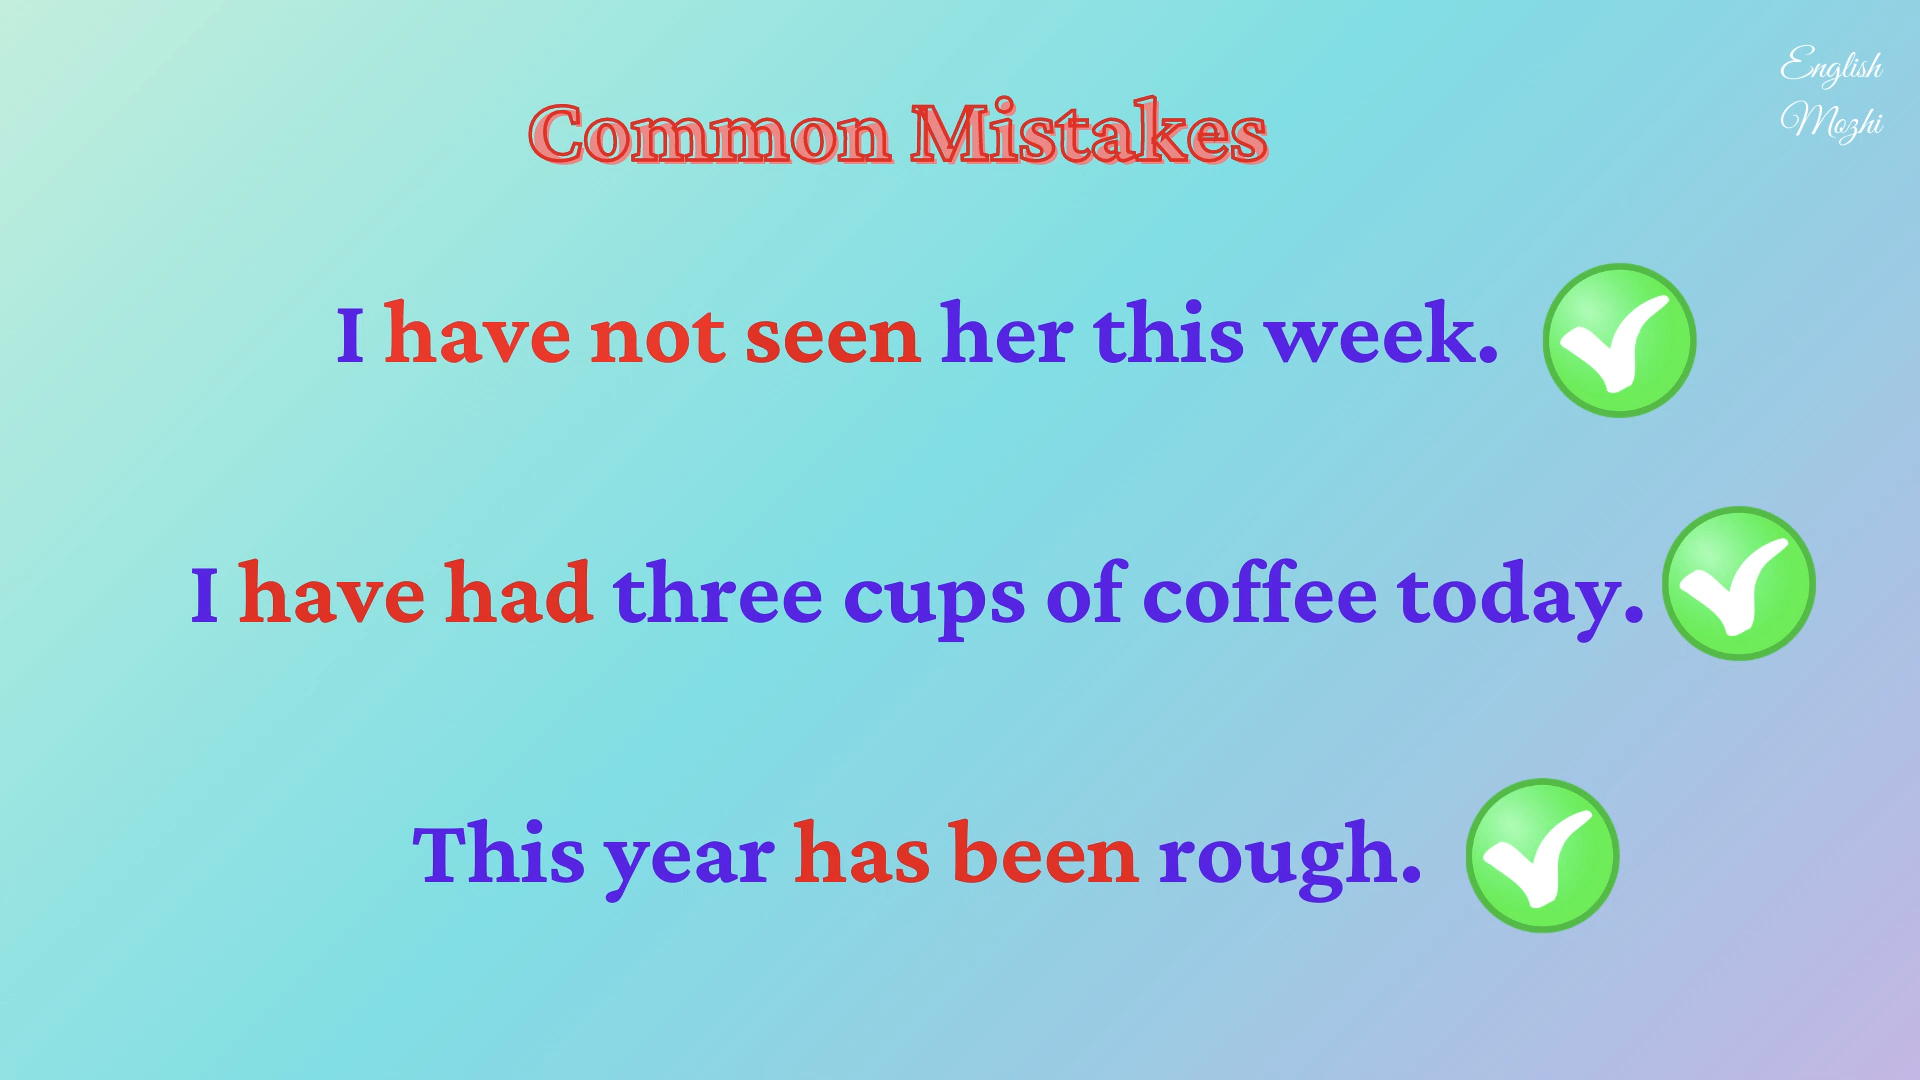 English
Mozhi
Common Mistakes
I have not seen her this week.
I have had three cups of coffee today.
This year has been rough.